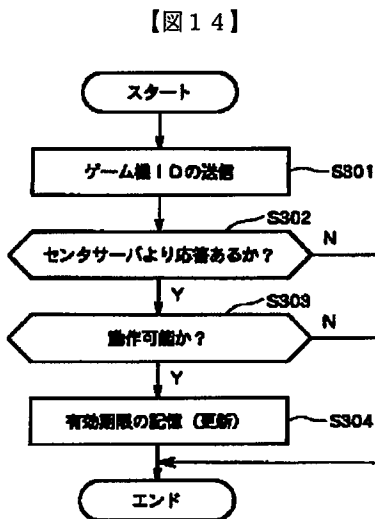 【図１４】
スタート
ゲーム機ＩＤの送信
S301
S302
センタサーバより応答あるか？
N
Y
S303
動作可能か？
N
Y
有効期限の記憶（更新）
S304
エンド